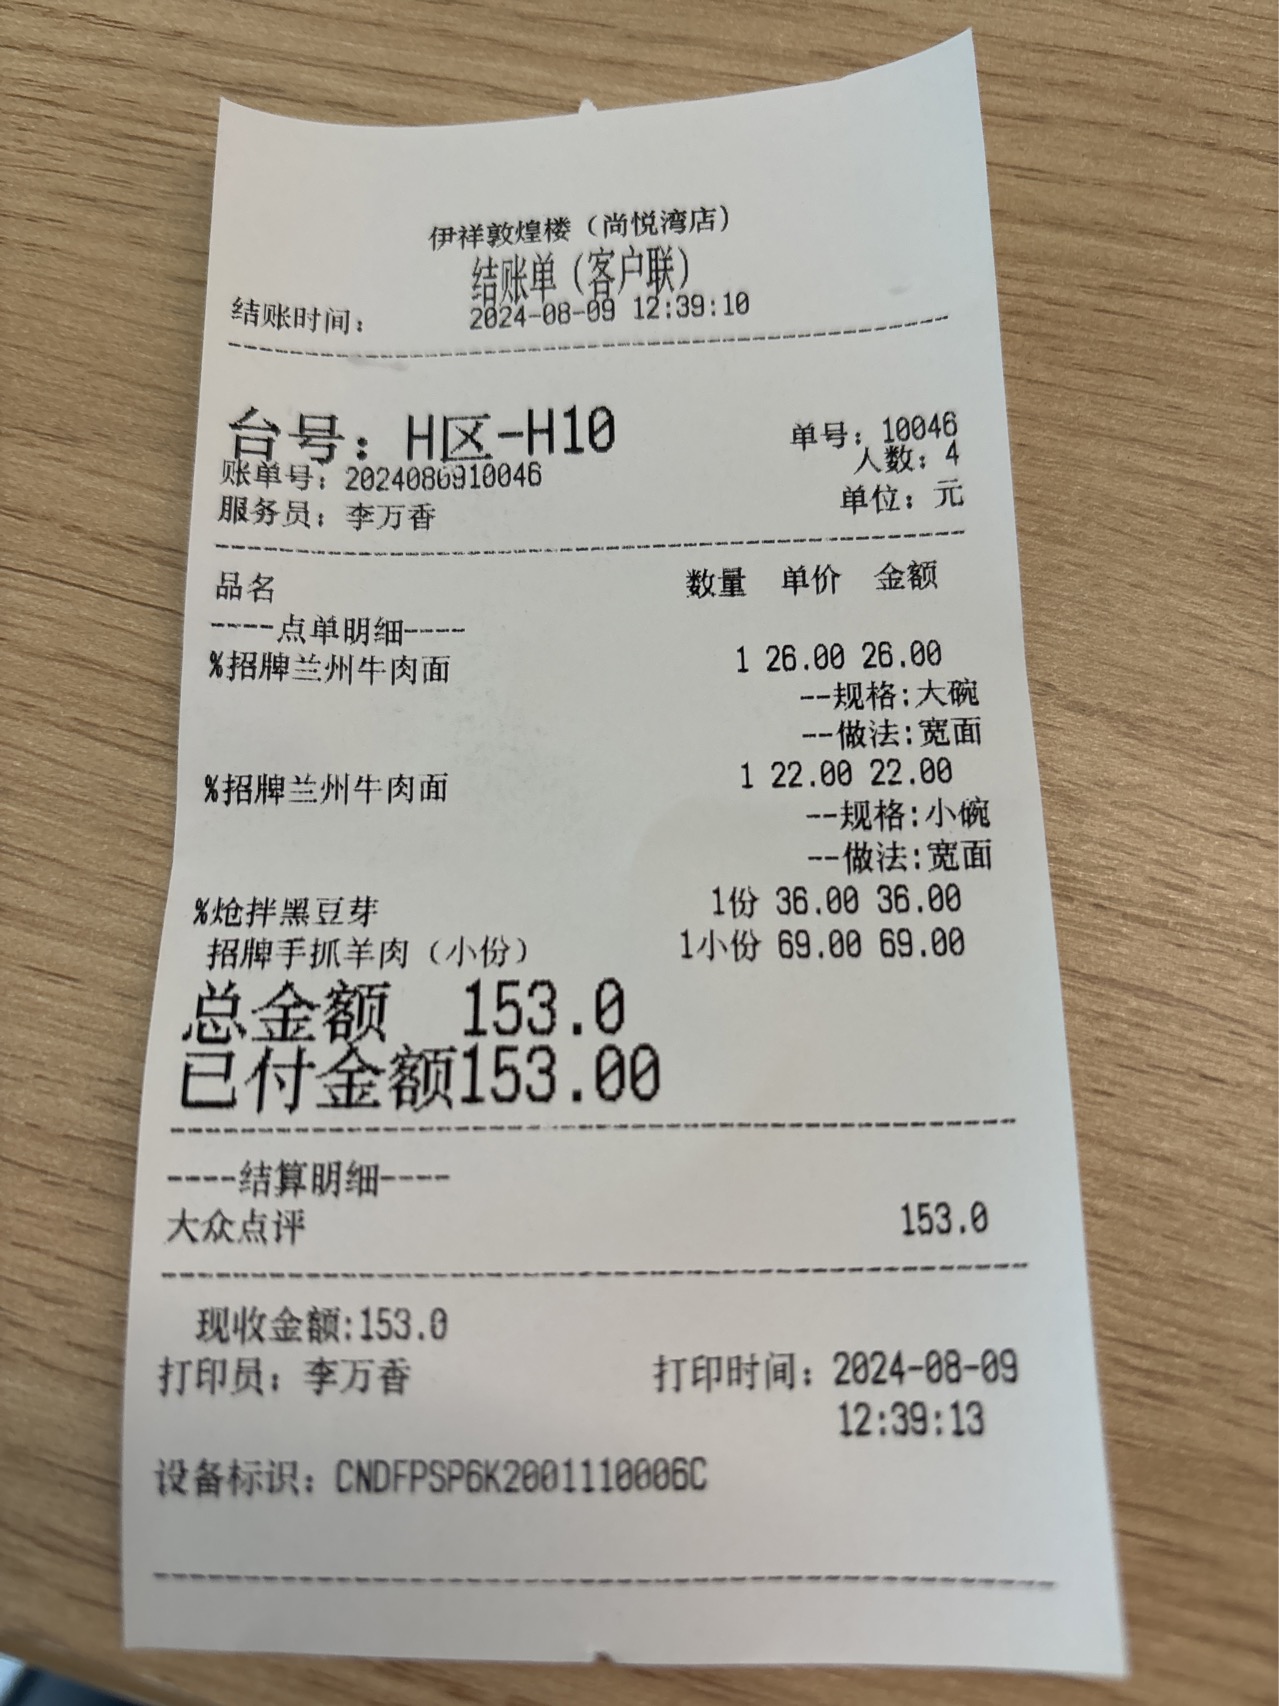 伊祥敦煌楼（尚悦湾店）
结账单（客户联）
结账时间： 2024-08-09 12:39:10
台号：H区-H10 单号：10046
人数：4
账单号：2024080910046
单位：元
服务员：李万香
品名 数量 单价 金额
----点单明细----
%招牌兰州牛肉面 1 26.00 26.00
--规格:大碗
--做法:宽面
%招牌兰州牛肉面 1 22.00 22.00
--规格:小碗
--做法:宽面
%炝拌黑豆芽 1份 36.00 36.00
招牌手抓羊肉（小份） 1小份 69.00 69.00
总金额 153.0
已付金额153.00
----结算明细----
大众点评 153.0
现收金额:153.0
打印员：李万香 打印时间：2024-08-09
12:39:13
设备标识：CNDFPSP6K2001110006C